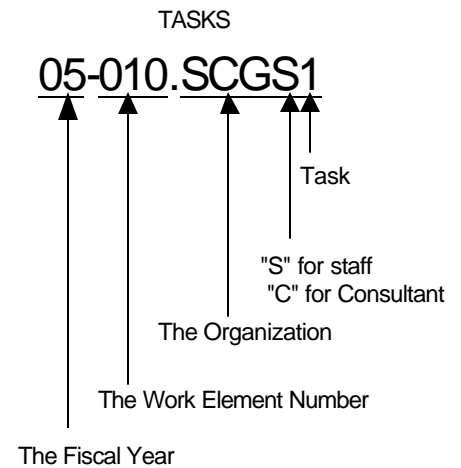 TASKS
05-010.SCGS1
Task
"S" for staff
"C" for Consultant
The Organization
The Work Element Number
The Fiscal Year